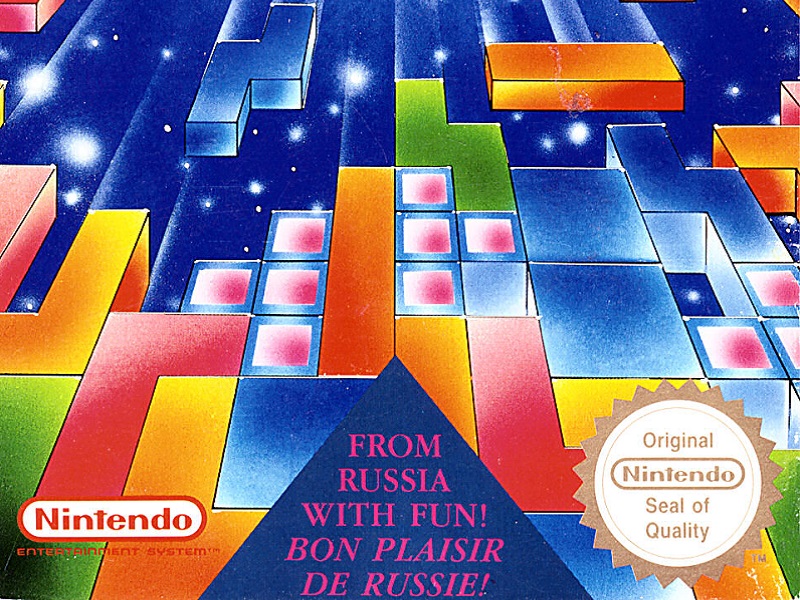 FROM
RUSSIA
WITH FUN!
BON PLAISIR
DE RUSSIE!
Nintendo
ENTERTAINMENT SYSTEM™
Original
Nintendo
Seal of
Quality
TM